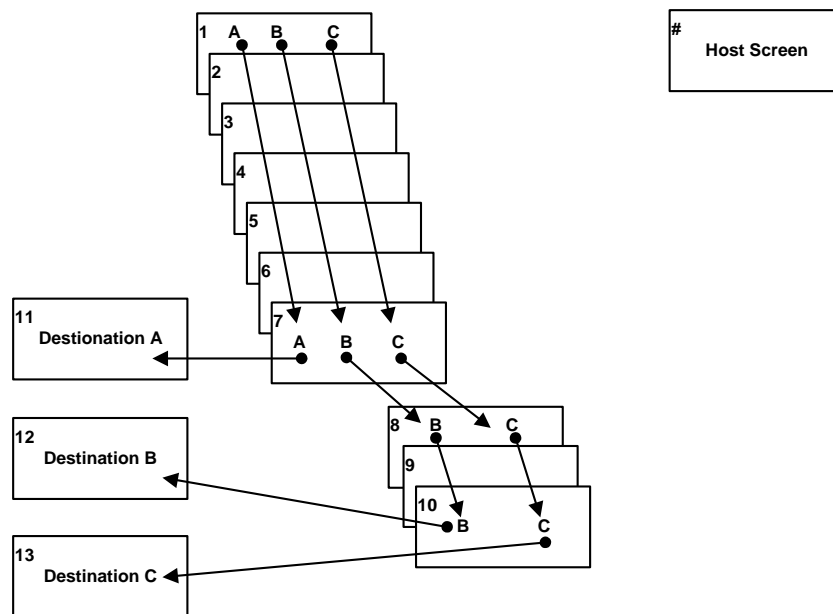 1 A B C
2
3
4
5
6
7
A B C
8 B C
9
10
B C
11
Destionation A
12
Destination B
13
Destination C
#
Host Screen